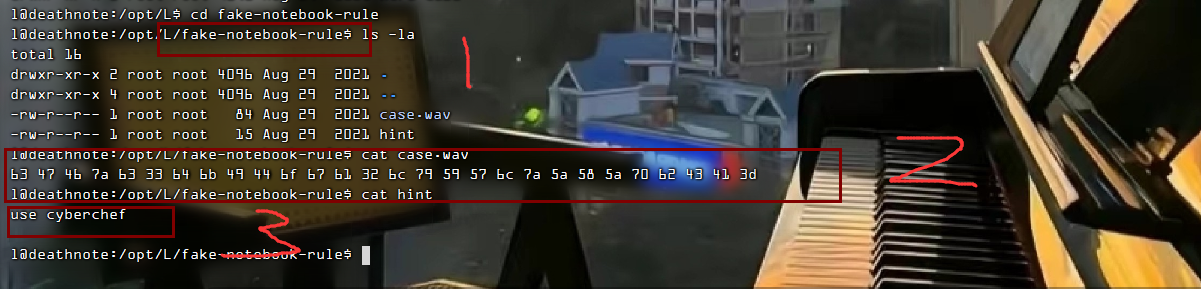 l@deathnote:/opt/L$ cd fake-notebook-rule
l@deathnote:/opt/L/fake-notebook-rule$ ls -la
total 16
drwxr-xr-x 2 root root 4096 Aug 29  2021 .
drwxr-xr-x 4 root root 4096 Aug 29  2021 ..
-rw-r--r-- 1 root root   84 Aug 29  2021 case.wav
-rw-r--r-- 1 root root   15 Aug 29  2021 hint
l@deathnote:/opt/L/fake-notebook-rule$ cat case.wav
63 47 46 7a 63 33 64 6b 49 44 6f 67 61 32 6c 79 59 57 6c 7a 5a 58 5a 70 62 43 41 3d
l@deathnote:/opt/L/fake-notebook-rule$ cat hint
use cyberchef
l@deathnote:/opt/L/fake-notebook-rule$
1
2
3